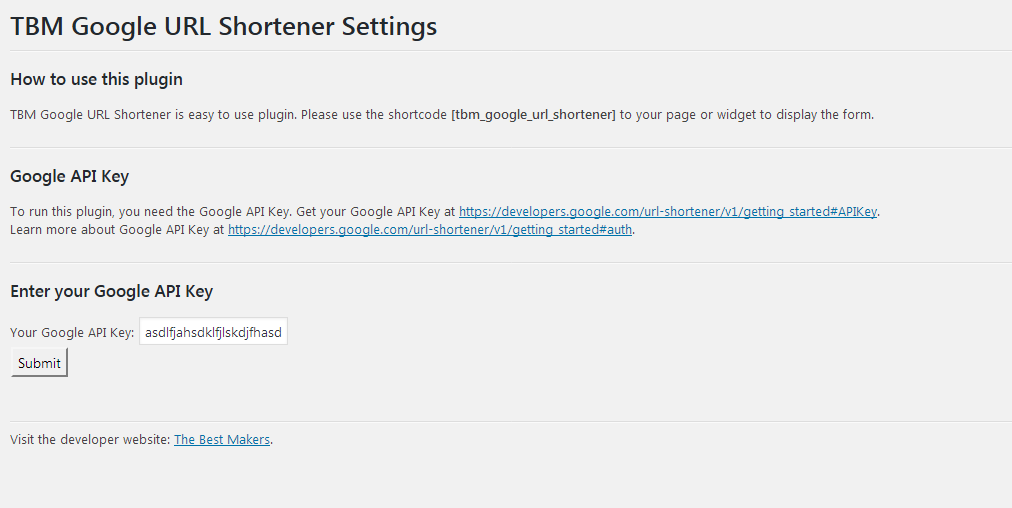 TBM Google URL Shortener Settings
How to use this plugin
TBM Google URL Shortener is easy to use plugin. Please use the shortcode [tbm_google_url_shortener] to your page or widget to display the form.
Google API Key
To run this plugin, you need the Google API Key. Get your Google API Key at https://developers.google.com/url-shortener/v1/getting_started#APIKey.
Learn more about Google API Key at https://developers.google.com/url-shortener/v1/getting_started#auth.
Enter your Google API Key
Your Google API Key: asdlfjahsdklfjlskdjfhasd
Submit
Visit the developer website: The Best Makers.